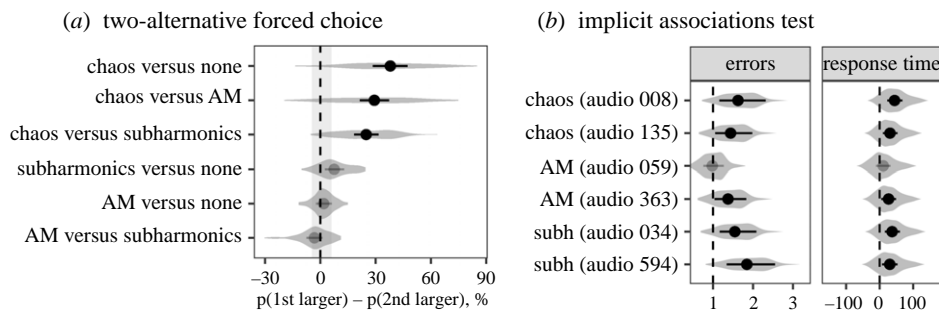 (a) two-alternative forced choice
chaos versus none
chaos versus AM
chaos versus subharmonics
subharmonics versus none
AM versus none
AM versus subharmonics
–30 0 30 60 90
p(1st larger) – p(2nd larger), %
(b) implicit associations test
errors response time
chaos (audio 008)
chaos (audio 135)
AM (audio 059)
AM (audio 363)
subh (audio 034)
subh (audio 594)
1 2 3 –100 0 100